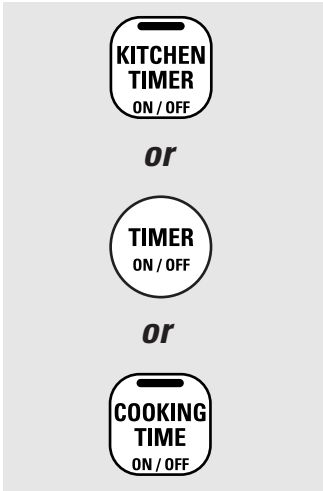 KITCHEN
TIMER
ON / OFF
or
TIMER
ON / OFF
or
COOKING
TIME
ON / OFF